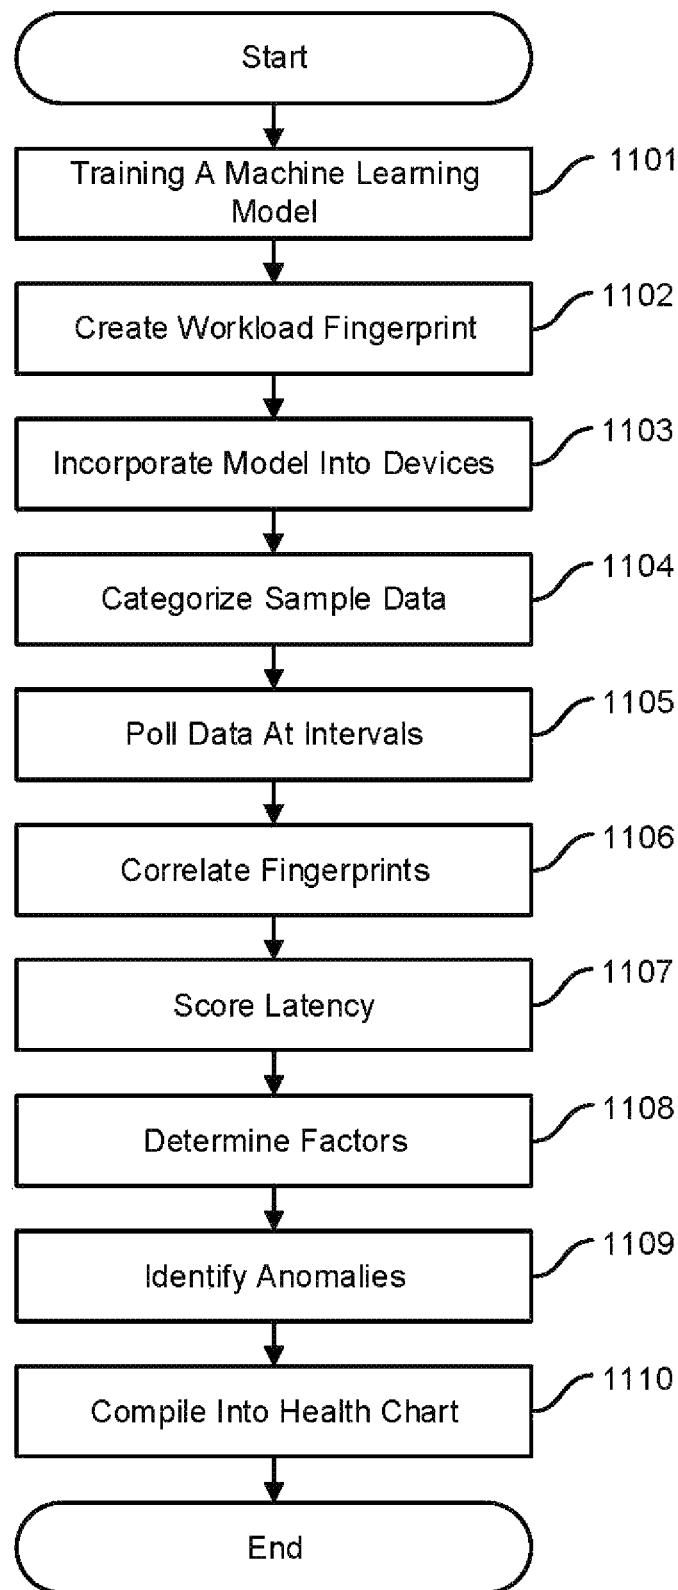 Start
Training A Machine Learning
Model
1101
Create Workload Fingerprint
1102
Incorporate Model Into Devices
1103
Categorize Sample Data
1104
Poll Data At Intervals
1105
Correlate Fingerprints
1106
Score Latency
1107
Determine Factors
1108
Identify Anomalies
1109
Compile Into Health Chart
1110
End